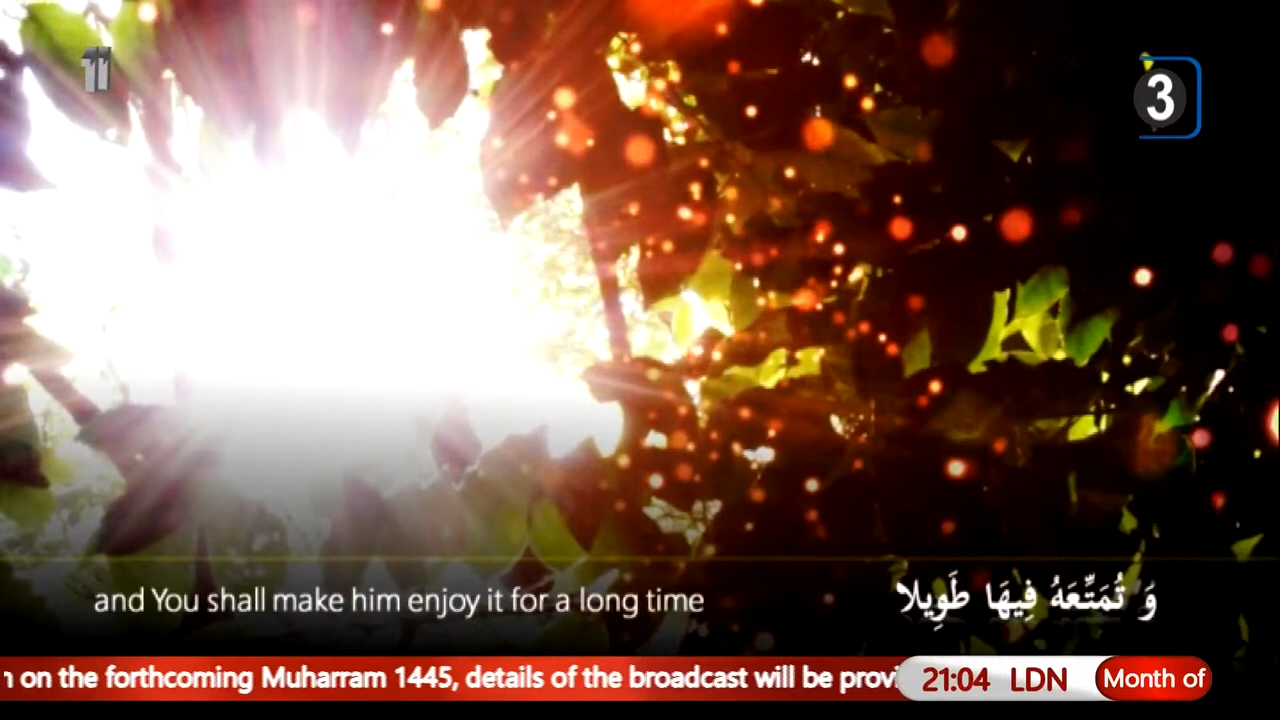 11
3
and You shall make him enjoy it for a long time
وَ تُمَتِّعَهُ فِيهَا طَوِيلا
on the forthcoming Muharram 1445, details of the broadcast will be
21:04 LDN
Month of